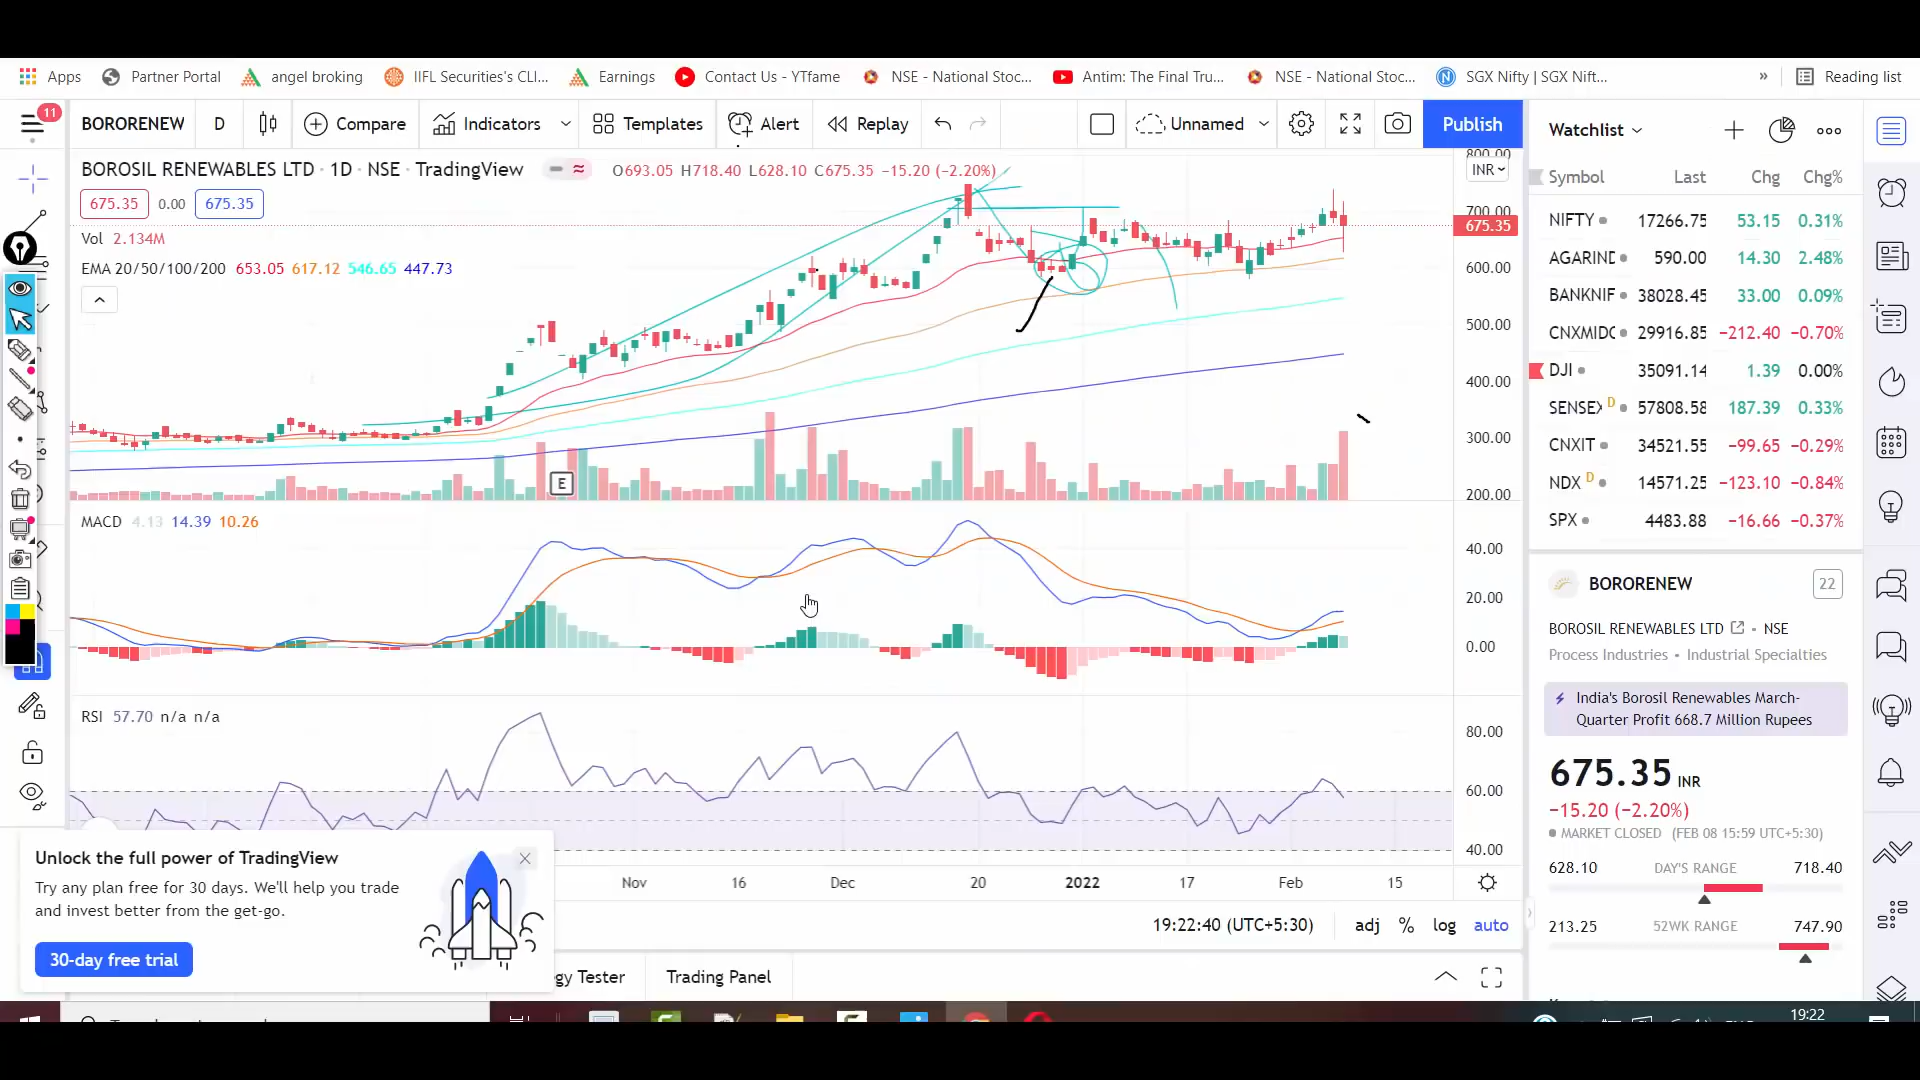 Apps Partner Portal angel broking IIFL Securities's CLI... Earnings Contact Us - YTfame NSE - National Stoc... Antim: The Final Tru... NSE - National Stoc... SGX Nifty | SGX Nift... » Reading list
11 BORORENEW D Compare Indicators Templates Alert Replay Unnamed Publish
BOROSIL RENEWABLES LTD · 1D · NSE · TradingView O693.05 H718.40 L628.10 C675.35 −15.20 (−2.20%)
675.35 0.00 675.35
Vol 2.134M
EMA 20/50/100/200 653.05 617.12 546.65 447.73
INR
800.00
700.00
675.35
600.00
500.00
400.00
300.00
200.00
E
MACD 4.13 14.39 10.26
40.00
20.00
0.00
RSI 57.70 n/a n/a
80.00
60.00
40.00
Nov 16 Dec 20 2022 17 Feb 15
19:22:40 (UTC+5:30) adj % log auto
gy Tester Trading Panel
Unlock the full power of TradingView
Try any plan free for 30 days. We'll help you trade
and invest better from the get-go.
30-day free trial
Watchlist
Symbol Last Chg Chg%
NIFTY 17266.75 53.15 0.31%
AGARIND 590.00 14.30 2.48%
BANKNIF 38028.45 33.00 0.09%
CNXMIDC 29916.85 −212.40 −0.70%
DJI 35091.14 1.39 0.00%
SENSEX D 57808.58 187.39 0.33%
CNXIT 34521.55 −99.65 −0.29%
NDX D 14571.25 −123.10 −0.84%
SPX 4483.88 −16.66 −0.37%
BORORENEW 22
BOROSIL RENEWABLES LTD • NSE
Process Industries • Industrial Specialties
India's Borosil Renewables March-
Quarter Profit 668.7 Million Rupees
675.35 INR
−15.20 (−2.20%)
MARKET CLOSED (FEB 08 15:59 UTC+5:30)
628.10 DAY'S RANGE 718.40
213.25 52WK RANGE 747.90
19:22